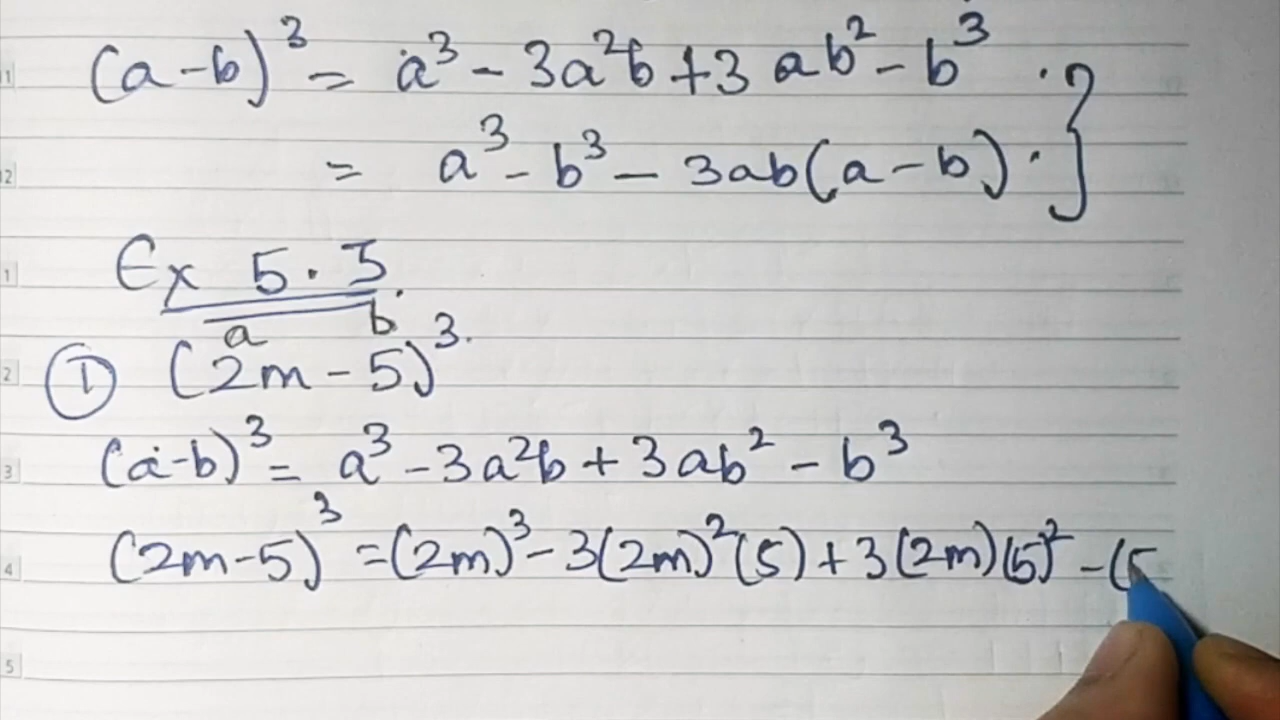 (a-b)³ = a³ - 3a²b + 3ab² - b³ .
= a³ - b³ - 3ab(a-b) . }
Ex 5.3
a b
① (2m-5)³.
(a-b)³ = a³ - 3a²b + 3ab² - b³
(2m-5)³ = (2m)³ - 3(2m)²(5) + 3(2m)(5)² - (5